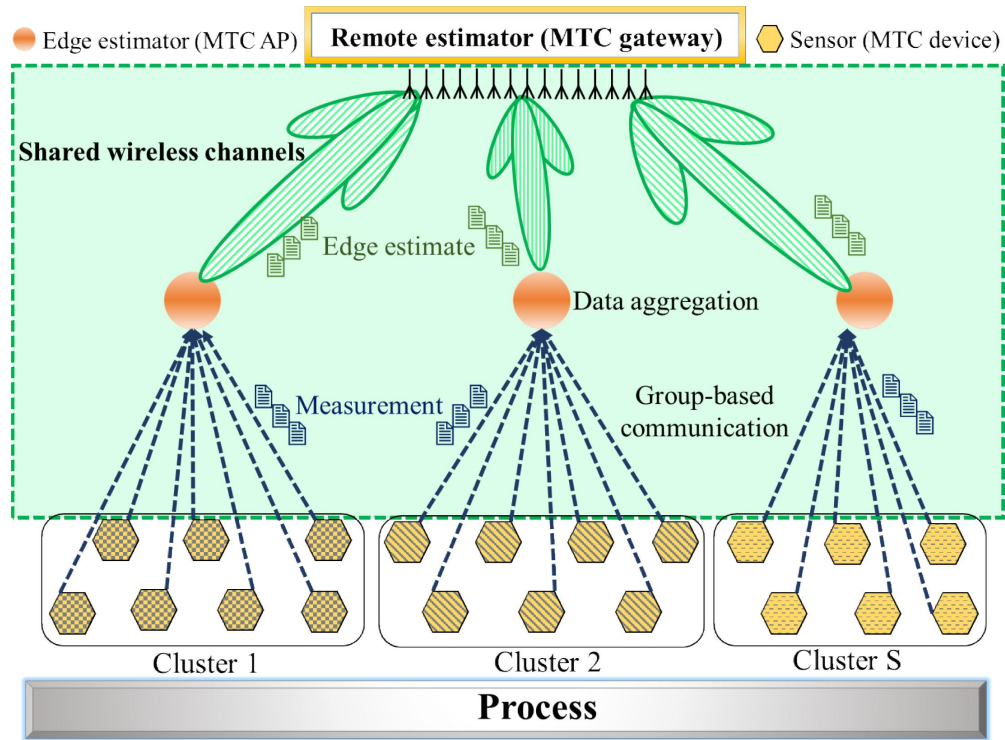 Edge estimator (MTC AP)
Remote estimator (MTC gateway)
Sensor (MTC device)
Shared wireless channels
Edge estimate
Data aggregation
Measurement
Group-based
communication
Cluster 1
Cluster 2
Cluster S
Process